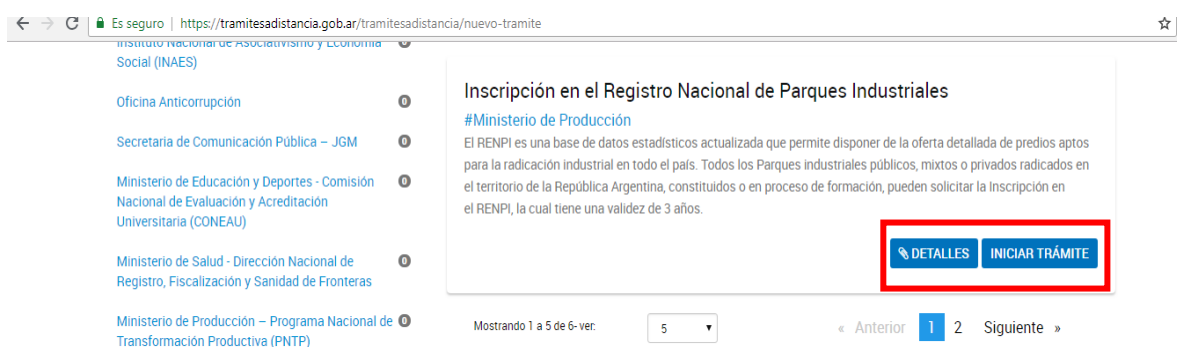 Es seguro | https://tramitesadistancia.gob.ar/tramitesadistancia/nuevo-tramite
Instituto Nacional de Asociativismo y Economía 0
Social (INAES)
Oficina Anticorrupción 0
Secretaria de Comunicación Pública – JGM 0
Ministerio de Educación y Deportes - Comisión 0
Nacional de Evaluación y Acreditación
Universitaria (CONEAU)
Ministerio de Salud - Dirección Nacional de 0
Registro, Fiscalización y Sanidad de Fronteras
Ministerio de Producción – Programa Nacional de 0
Transformación Productiva (PNTP)
Inscripción en el Registro Nacional de Parques Industriales
#Ministerio de Producción
El RENPI es una base de datos estadísticos actualizada que permite disponer de la oferta detallada de predios aptos
para la radicación industrial en todo el país. Todos los Parques industriales públicos, mixtos o privados radicados en
el territorio de la República Argentina, constituidos o en proceso de formación, pueden solicitar la Inscripción en
el RENPI, la cual tiene una validez de 3 años.
DETALLES INICIAR TRÁMITE
Mostrando 1 a 5 de 6- ver: 5 « Anterior 1 2 Siguiente »